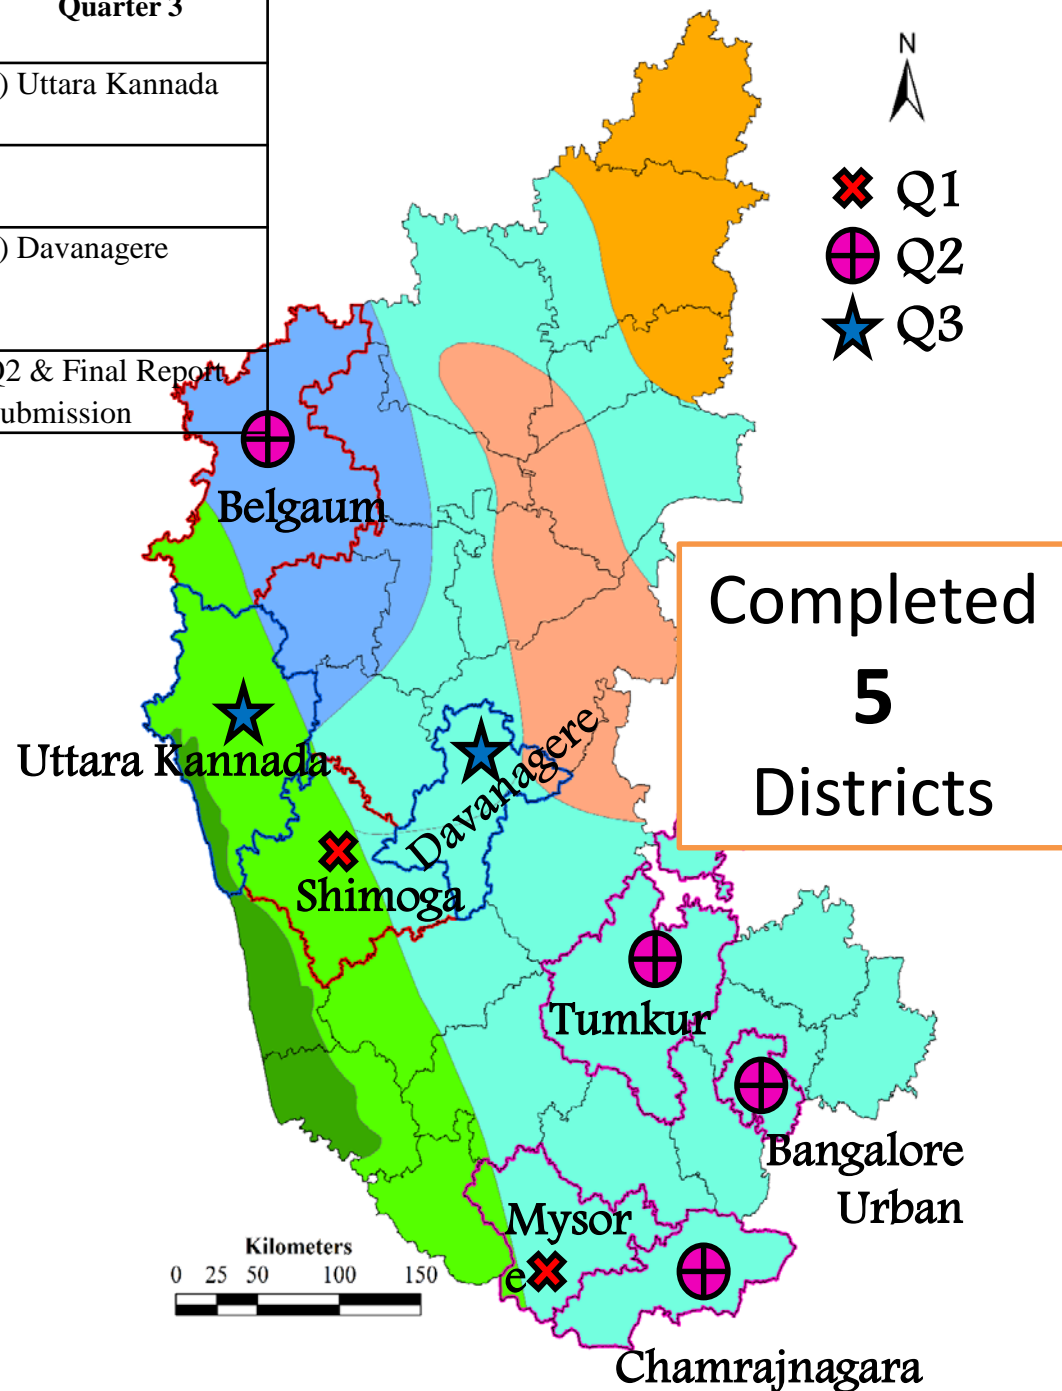 Quarter 3
) Uttara Kannada
) Davanagere
Q2 & Final Report
ubmission
N
Q1
Q2
Q3
Belgaum
Completed
5
Districts
Uttara Kannada
Davanagere
Shimoga
Tumkur
Bangalore
Urban
Mysor
e
Kilometers
0 25 50 100 150
Chamrajnagara